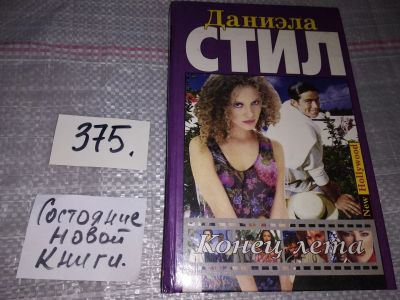 Даниэла
СТИЛ
New Hollywood
Конец лета
375.
Состояние
новой
книги.